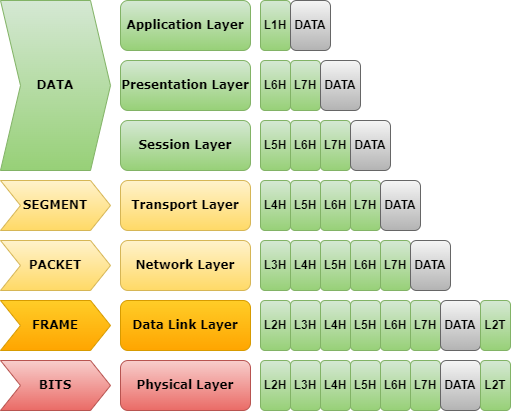 Application Layer L1H DATA
DATA Presentation Layer L6H L7H DATA
Session Layer L5H L6H L7H DATA
SEGMENT Transport Layer L4H L5H L6H L7H DATA
PACKET Network Layer L3H L4H L5H L6H L7H DATA
FRAME Data Link Layer L2H L3H L4H L5H L6H L7H DATA L2T
BITS Physical Layer L2H L3H L4H L5H L6H L7H DATA L2T